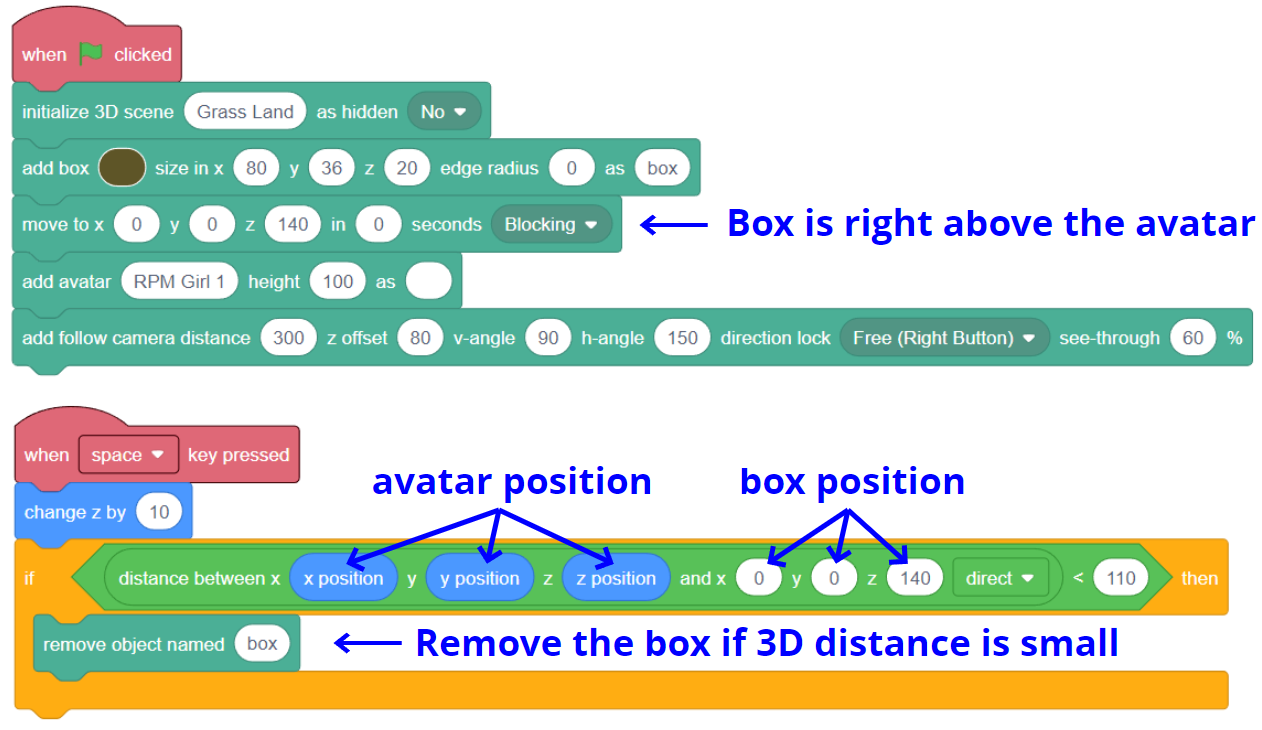 when clicked
initialize 3D scene Grass Land as hidden No
add box size in x 80 y 36 z 20 edge radius 0 as box
move to x 0 y 0 z 140 in 0 seconds Blocking
Box is right above the avatar
add avatar RPM Girl 1 height 100 as
add follow camera distance 300 z offset 80 v-angle 90 h-angle 150 direction lock Free (Right Button) see-through 60 %
when space key pressed
avatar position
box position
change z by 10
if distance between x x position y y position z z position and x 0 y 0 z 140 direct < 110 then
remove object named box
Remove the box if 3D distance is small